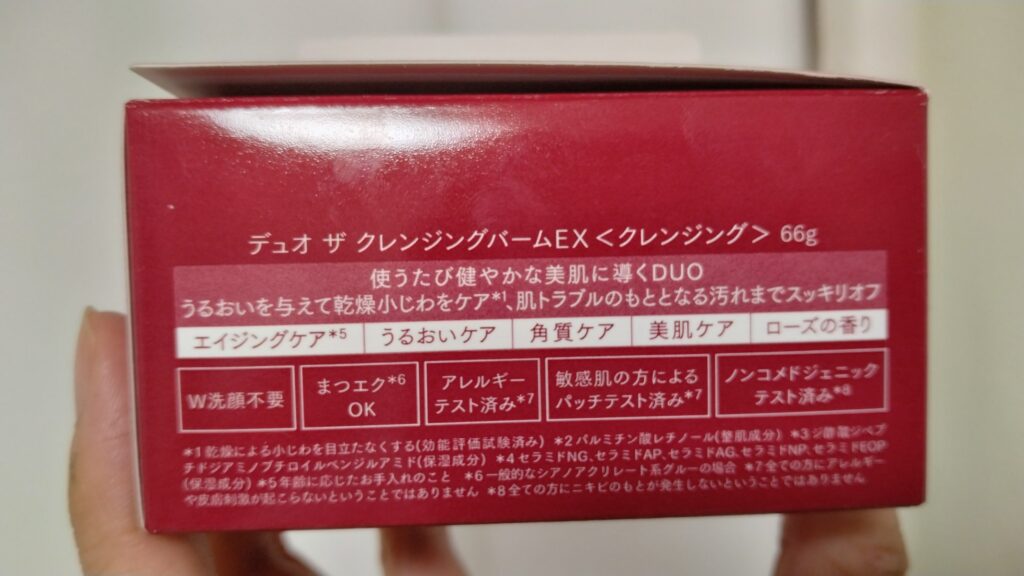 デュオ ザ クレンジングバームEX＜クレンジング＞ 66g
使うたび健やかな美肌に導くDUO
うるおいを与えて乾燥小じわをケア*1、肌トラブルのもととなる汚れまでスッキリオフ
エイジングケア*5 うるおいケア 角質ケア 美肌ケア ローズの香り
W洗顔不要
まつエク*6
OK
アレルギー
テスト済み*7
敏感肌の方による
パッチテスト済み*7
ノンコメドジェニック
テスト済み*8
*1 乾燥による小じわを目立たなくする(効能評価試験済み) *2 パルミチン酸レチノール(整肌成分) *3 ジ酢酸ジペプ
チドジアミノブチロイルベンジルアミド(保湿成分) *4 セラミドNG、セラミドAP、セラミドAG、セラミドNP、セラミドEOP
(保湿成分) *5 年齢に応じたお手入れのこと *6 一般的なシアノアクリレート系グルーの場合 *7 全ての方にアレルギー
や皮膚刺激が起こらないということではありません *8 全ての方にニキビのもとが発生しないということではありません